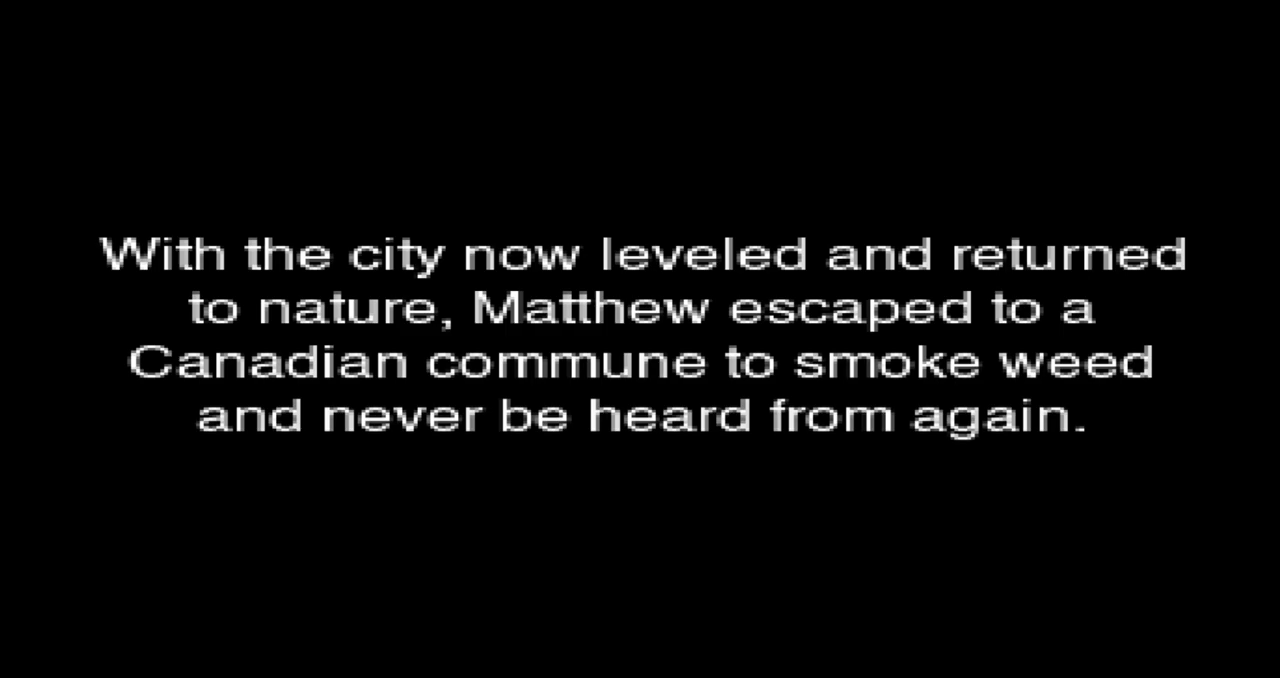 With the city now leveled and returned
to nature, Matthew escaped to a
Canadian commune to smoke weed
and never be heard from again.